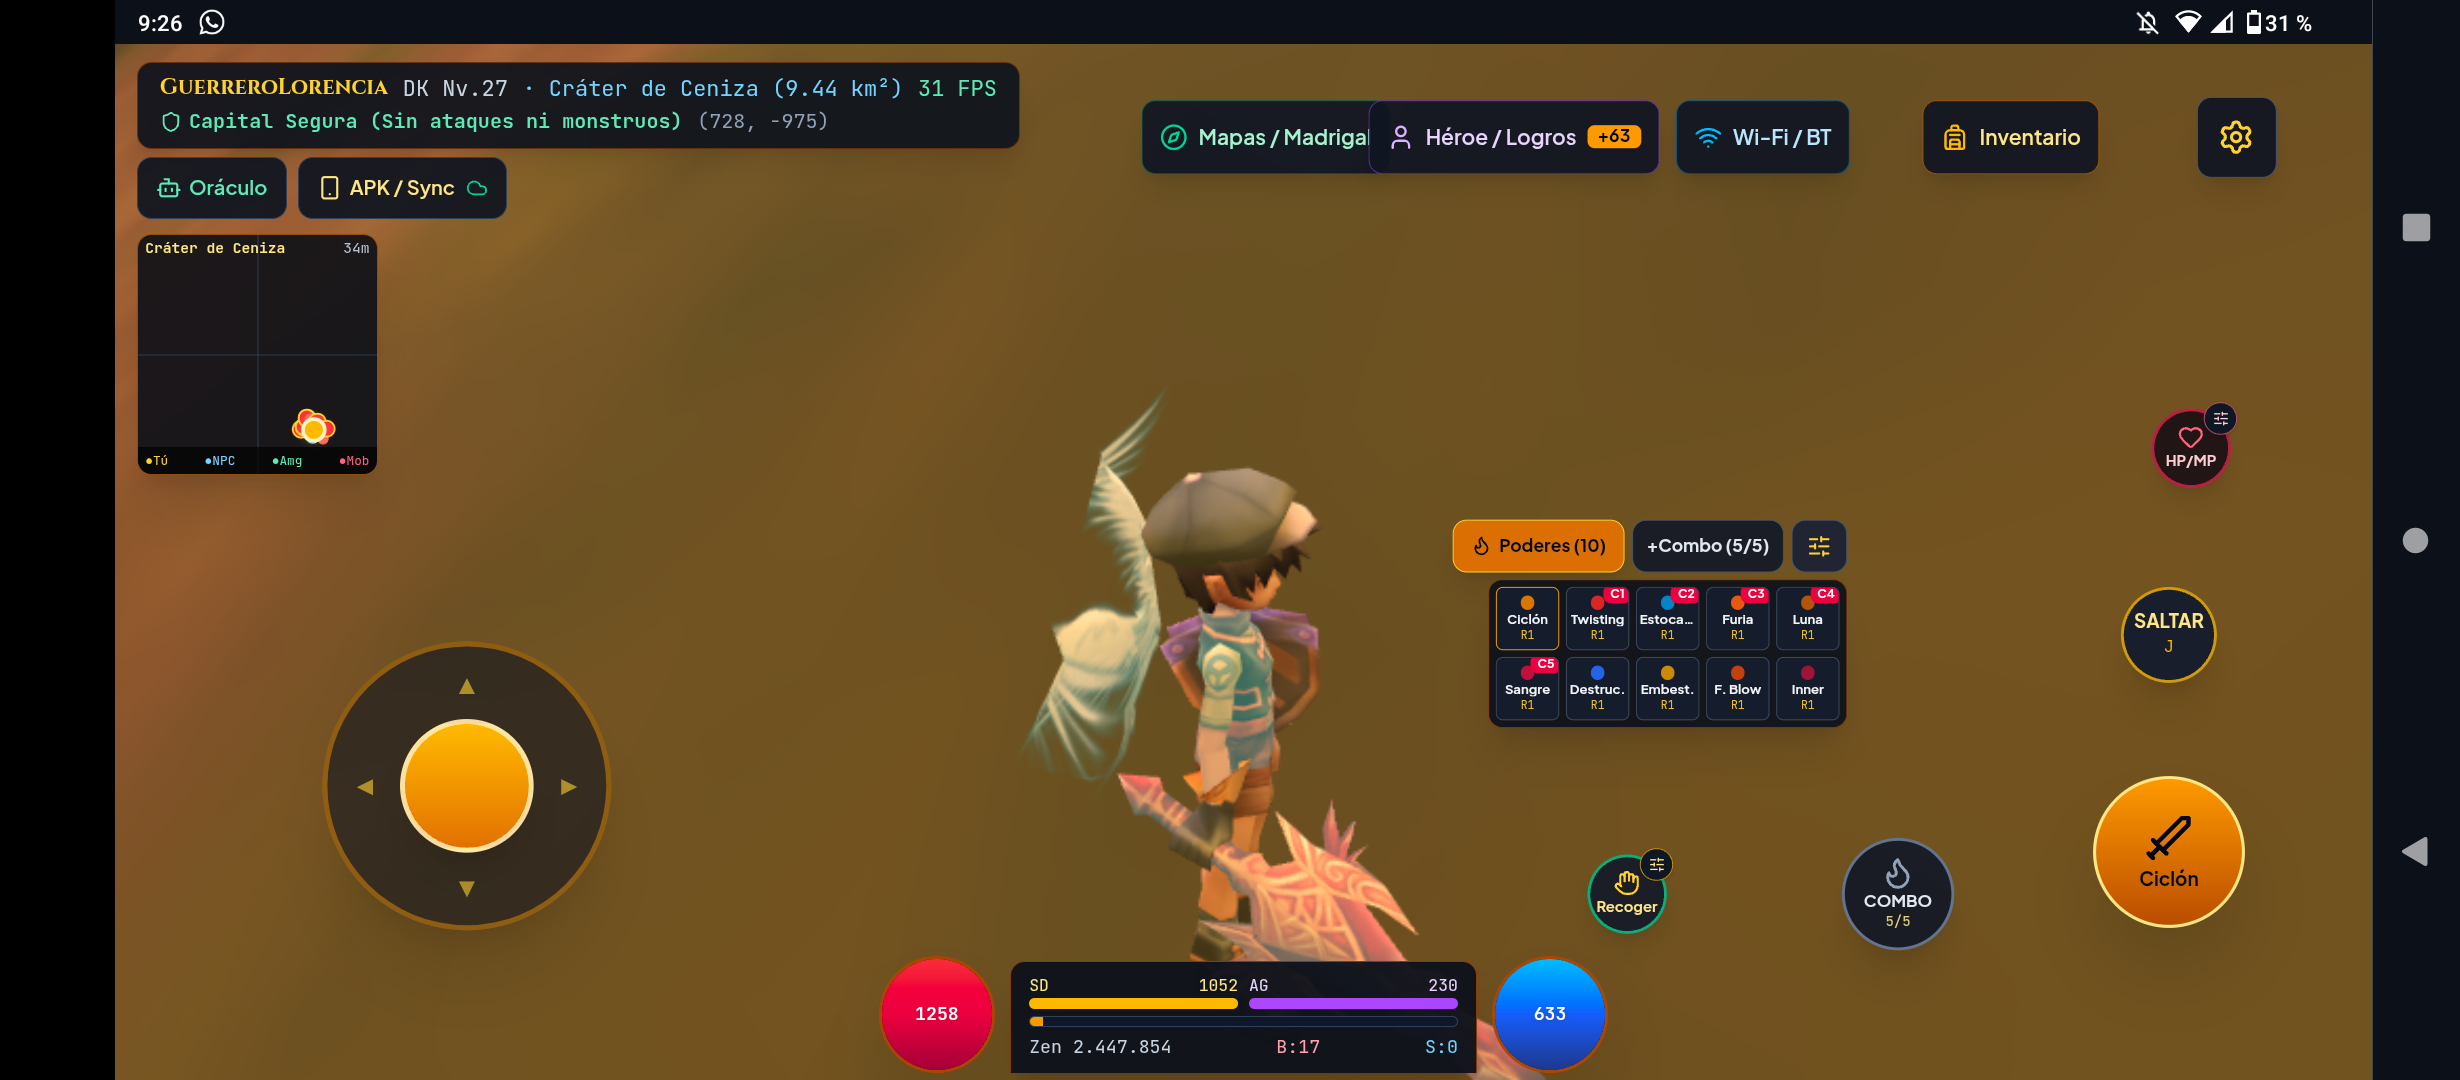 9:26
31 %
GuerreroLorencia DK Nv.27 · Cráter de Ceniza (9.44 km²) 31 FPS
Capital Segura (Sin ataques ni monstruos) (728, -975)
Mapas / Madrigal
Héroe / Logros +63
Wi-Fi / BT
Inventario
Oráculo
APK / Sync
Cráter de Ceniza 34m
Tú NPC Amg Mob
HP/MP
Poderes (10) +Combo (5/5)
C1 C2 C3 C4
Ciclón Twisting Estoca... Furia Luna
R1 R1 R1 R1 R1
C5
Sangre Destruc. Embest. F. Blow Inner
R1 R1 R1 R1 R1
SALTAR
J
Ciclón
COMBO
5/5
Recoger
SD 1052 AG 230
1258
633
Zen 2.447.854 B:17 S:0